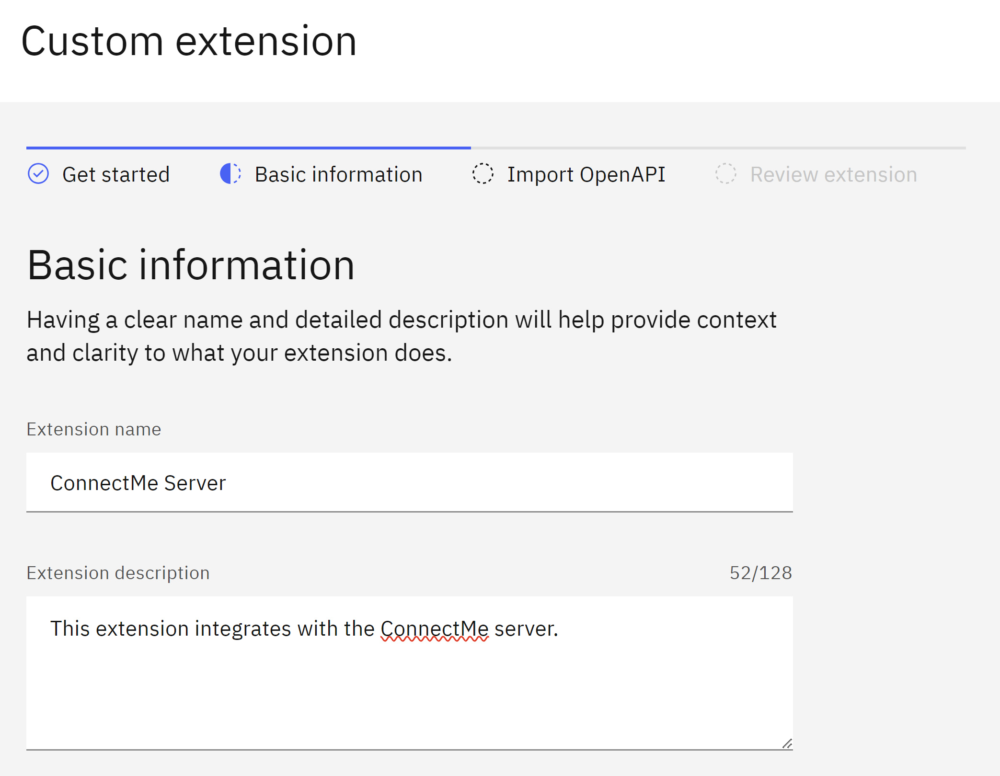 Custom extension
Get started
Basic information
Import OpenAPI
Review extension
Basic information
Having a clear name and detailed description will help provide context
and clarity to what your extension does.
Extension name
ConnectMe Server
Extension description
52/128
This extension integrates with the ConnectMe server.